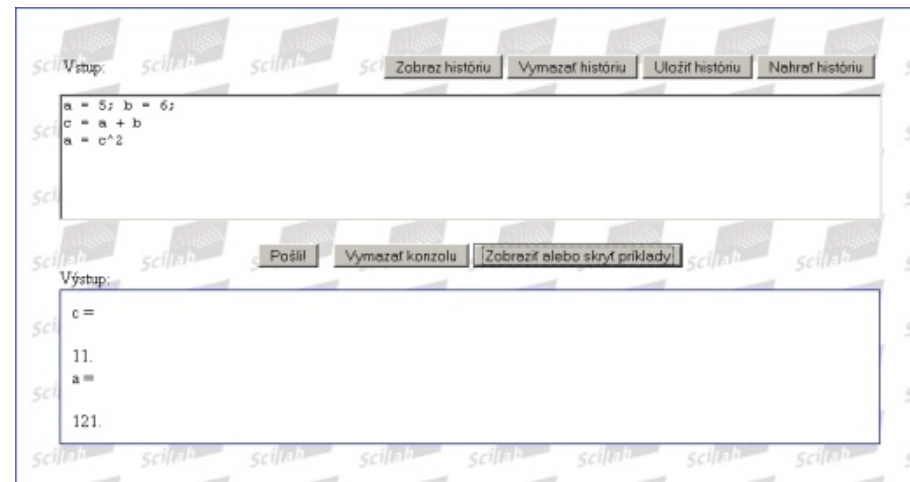 Vstup:
Zobraz históriu Vymazať históriu Uložiť históriu Nahrať históriu
a = 5; b = 6;
c = a + b
a = c^2
Pošli! Vymazať konzolu Zobraziť alebo skryť príklady
Výstup:
c =
11.
a =
121.